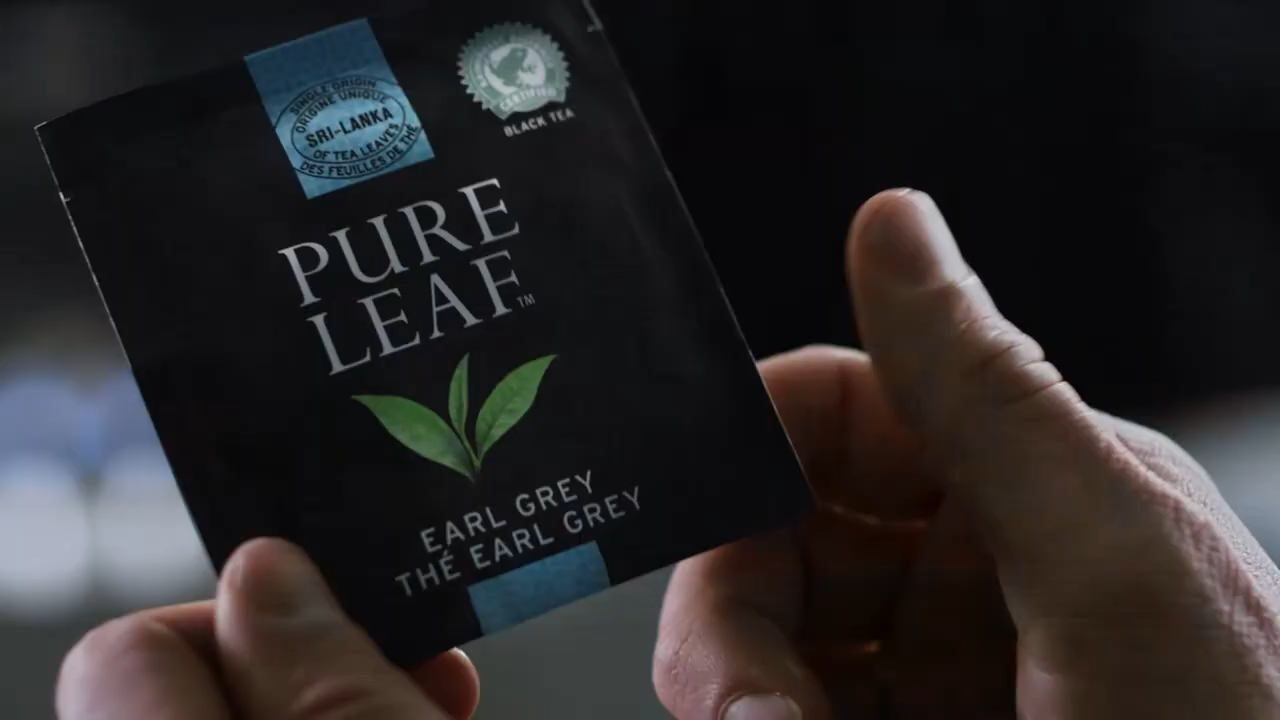 SINGLE ORIGIN
ORIGINE UNIQUE
SRI-LANKA
OF TEA LEAVES
DES FEUILLES DE THÉ
CERTIFIED
BLACK TEA
PURE
LEAF™
EARL GREY
THÉ EARL GREY